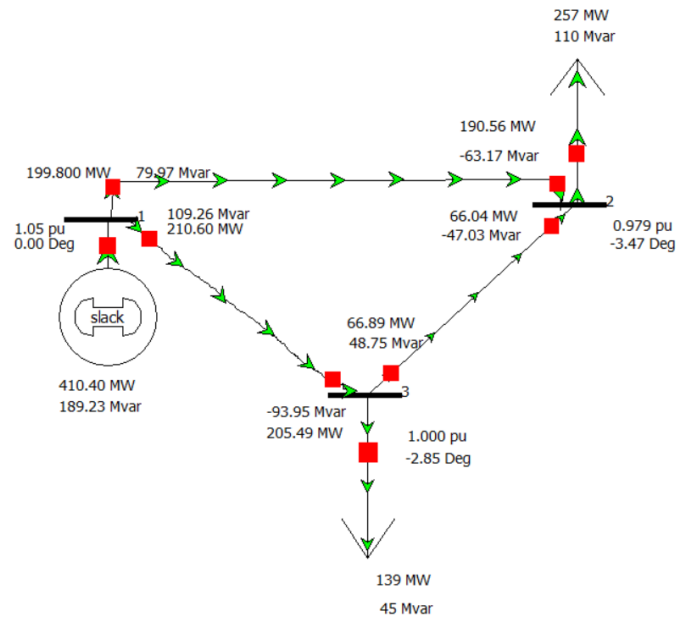 257 MW
110 Mvar
190.56 MW
-63.17 Mvar
199.800 MW
79.97 Mvar
1
109.26 Mvar
210.60 MW
1.05 pu
0.00 Deg
2
66.04 MW
-47.03 Mvar
0.979 pu
-3.47 Deg
slack
66.89 MW
48.75 Mvar
410.40 MW
189.23 Mvar
3
-93.95 Mvar
205.49 MW
1.000 pu
-2.85 Deg
139 MW
45 Mvar